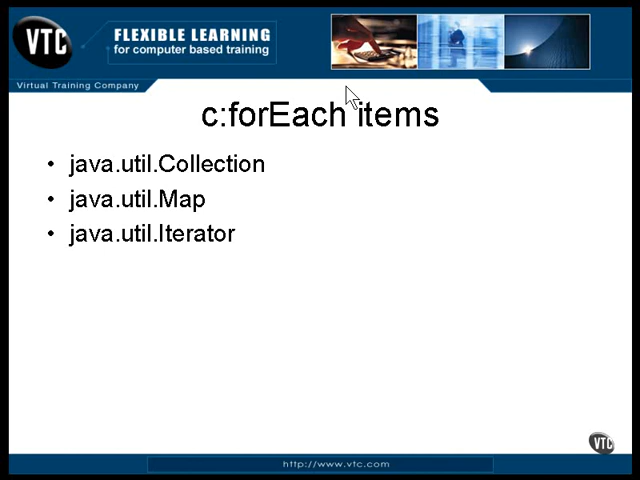 VTC
FLEXIBLE LEARNING
for computer based training
Virtual Training Company
c:forEach items
• java.util.Collection
• java.util.Map
• java.util.Iterator
VTC
http://www.vtc.com